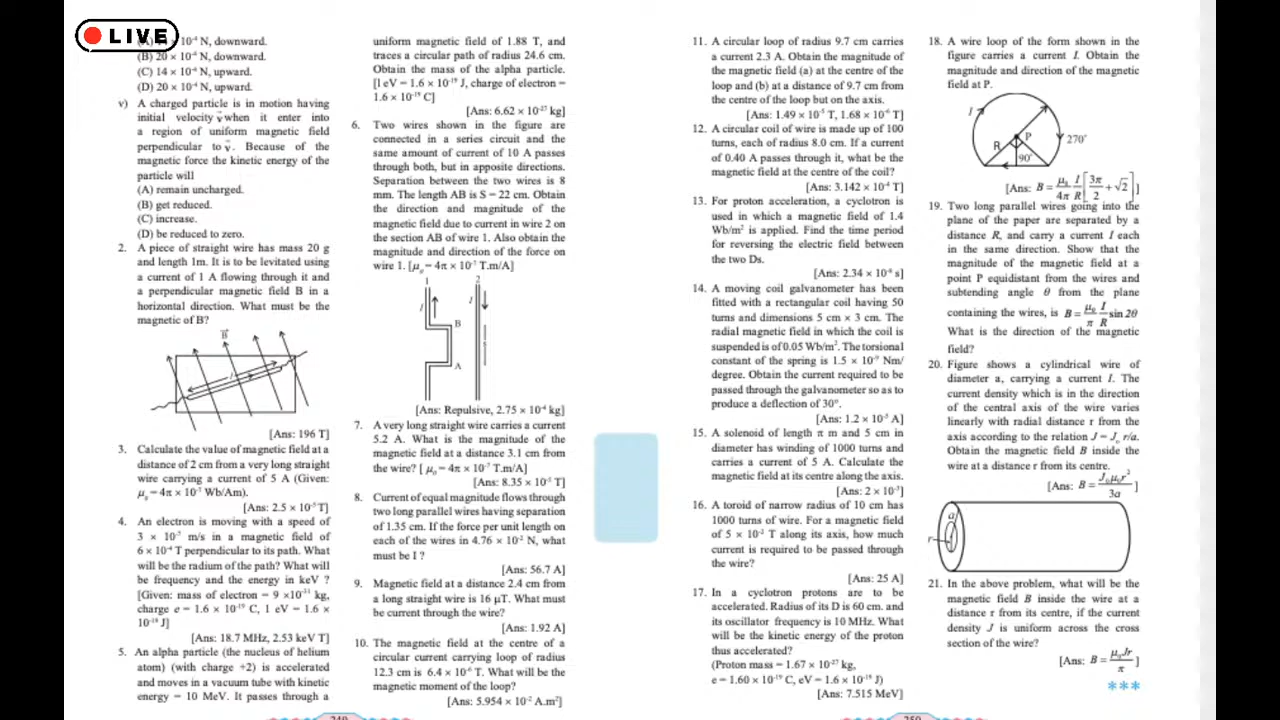 LIVE
× 10⁻⁴ N, downward.
(B) 20 × 10⁻⁴ N, downward.
(C) 14 × 10⁻⁴ N, upward.
(D) 20 × 10⁻⁴ N, upward.
v) A charged particle is in motion having
initial velocity v⃗ when it enter into
a region of uniform magnetic field
perpendicular to v⃗. Because of the
magnetic force the kinetic energy of the
particle will
(A) remain uncharged.
(B) get reduced.
(C) increase.
(D) be reduced to zero.
2. A piece of straight wire has mass 20 g
and length 1m. It is to be levitated using
a current of 1 A flowing through it and
a perpendicular magnetic field B in a
horizontal direction. What must be the
magnetic of B?
B⃗
l
[Ans: 196 T]
3. Calculate the value of magnetic field at a
distance of 2 cm from a very long straight
wire carrying a current of 5 A (Given:
μ₀ = 4π × 10⁻⁷ Wb/Am).
[Ans: 2.5 × 10⁻⁵ T]
4. An electron is moving with a speed of
3 × 10⁻⁷ m/s in a magnetic field of
6 × 10⁻⁴ T perpendicular to its path. What
will be the radium of the path? What will
be frequency and the energy in keV ?
[Given: mass of electron = 9 ×10⁻³¹ kg,
charge e = 1.6 × 10⁻¹⁹ C, 1 eV = 1.6 ×
10⁻¹⁹ J]
[Ans: 18.7 MHz, 2.53 keV T]
5. An alpha particle (the nucleus of helium
atom) (with charge +2) is accelerated
and moves in a vacuum tube with kinetic
energy = 10 MeV. It passes through a
uniform magnetic field of 1.88 T, and
traces a circular path of radius 24.6 cm.
Obtain the mass of the alpha particle.
[1 eV = 1.6 × 10⁻¹⁹ J, charge of electron =
1.6 × 10⁻¹⁹ C]
[Ans: 6.62 × 10⁻²⁷ kg]
6. Two wires shown in the figure are
connected in a series circuit and the
same amount of current of 10 A passes
through both, but in apposite directions.
Separation between the two wires is 8
mm. The length AB is S = 22 cm. Obtain
the direction and magnitude of the
magnetic field due to current in wire 2 on
the section AB of wire 1. Also obtain the
magnitude and direction of the force on
wire 1. [μ₀ = 4π × 10⁻⁷ T.m/A]
1 2
I I
B
A
[Ans: Repulsive, 2.75 × 10⁻⁴ kg]
7. A very long straight wire carries a current
5.2 A. What is the magnitude of the
magnetic field at a distance 3.1 cm from
the wire? [ μ₀ = 4π × 10⁻⁷ T.m/A]
[Ans: 8.35 × 10⁻⁵ T]
8. Current of equal magnitude flows through
two long parallel wires having separation
of 1.35 cm. If the force per unit length on
each of the wires in 4.76 × 10⁻² N, what
must be I ?
[Ans: 56.7 A]
9. Magnetic field at a distance 2.4 cm from
a long straight wire is 16 μT. What must
be current through the wire?
[Ans: 1.92 A]
10. The magnetic field at the centre of a
circular current carrying loop of radius
12.3 cm is 6.4 × 10⁻⁶ T. What will be the
magnetic moment of the loop?
[Ans: 5.954 × 10⁻² A.m²]
249
11. A circular loop of radius 9.7 cm carries
a current 2.3 A. Obtain the magnitude of
the magnetic field (a) at the centre of the
loop and (b) at a distance of 9.7 cm from
the centre of the loop but on the axis.
[Ans: 1.49 × 10⁻⁵ T, 1.68 × 10⁻⁶ T]
12. A circular coil of wire is made up of 100
turns, each of radius 8.0 cm. If a current
of 0.40 A passes through it, what be the
magnetic field at the centre of the coil?
[Ans: 3.142 × 10⁻⁴ T]
13. For proton acceleration, a cyclotron is
used in which a magnetic field of 1.4
Wb/m² is applied. Find the time period
for reversing the electric field between
the two Ds.
[Ans: 2.34 × 10⁻⁸ s]
14. A moving coil galvanometer has been
fitted with a rectangular coil having 50
turns and dimensions 5 cm × 3 cm. The
radial magnetic field in which the coil is
suspended is of 0.05 Wb/m². The torsional
constant of the spring is 1.5 × 10⁻⁹ Nm/
degree. Obtain the current required to be
passed through the galvanometer so as to
produce a deflection of 30°.
[Ans: 1.2 × 10⁻⁵ A]
15. A solenoid of length π m and 5 cm in
diameter has winding of 1000 turns and
carries a current of 5 A. Calculate the
magnetic field at its centre along the axis.
[Ans: 2 × 10⁻³]
16. A toroid of narrow radius of 10 cm has
1000 turns of wire. For a magnetic field
of 5 × 10⁻² T along its axis, how much
current is required to be passed through
the wire?
[Ans: 25 A]
17. In a cyclotron protons are to be
accelerated. Radius of its D is 60 cm. and
its oscillator frequency is 10 MHz. What
will be the kinetic energy of the proton
thus accelerated?
(Proton mass = 1.67 × 10⁻²⁷ kg,
e = 1.60 × 10⁻¹⁹ C, eV = 1.6 × 10⁻¹⁹ J)
[Ans: 7.515 MeV]
18. A wire loop of the form shown in the
figure carries a current I. Obtain the
magnitude and direction of the magnetic
field at P.
I
P
R
270°
90°
[Ans: B = μ₀/4π I/R [3π/2 + √2]]
19. Two long parallel wires going into the
plane of the paper are separated by a
distance R, and carry a current I each
in the same direction. Show that the
magnitude of the magnetic field at a
point P equidistant from the wires and
subtending angle θ from the plane
containing the wires, is B = μ₀/π I/R sin 2θ
What is the direction of the magnetic
field?
20. Figure shows a cylindrical wire of
diameter a, carrying a current I. The
current density which is in the direction
of the central axis of the wire varies
linearly with radial distance r from the
axis according to the relation J = J₀ r/a.
Obtain the magnetic field B inside the
wire at a distance r from its centre.
[Ans: B = J₀μ₀r²/3a ]
a
r
21. In the above problem, what will be the
magnetic field B inside the wire at a
distance r from its centre, if the current
density J is uniform across the cross
section of the wire?
[Ans: B = μ₀Jr/π ]
***
250